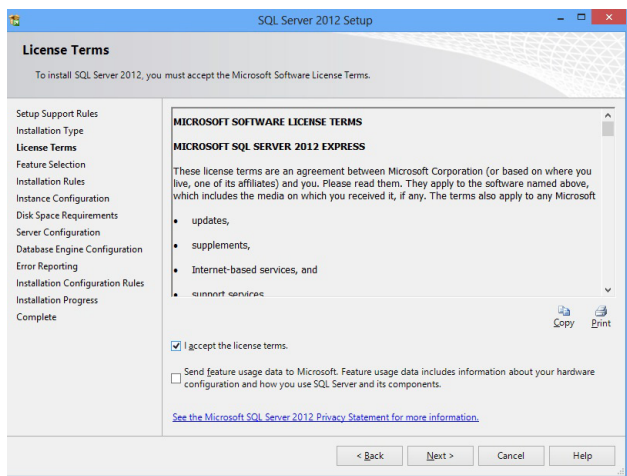 SQL Server 2012 Setup
License Terms
To install SQL Server 2012, you must accept the Microsoft Software License Terms.
Setup Support Rules
Installation Type
License Terms
Feature Selection
Installation Rules
Instance Configuration
Disk Space Requirements
Server Configuration
Database Engine Configuration
Error Reporting
Installation Configuration Rules
Installation Progress
Complete
MICROSOFT SOFTWARE LICENSE TERMS
MICROSOFT SQL SERVER 2012 EXPRESS
These license terms are an agreement between Microsoft Corporation (or based on where you
live, one of its affiliates) and you. Please read them. They apply to the software named above,
which includes the media on which you received it, if any. The terms also apply to any Microsoft
• updates,
• supplements,
• Internet-based services, and
• support services
Copy Print
I accept the license terms.
Send feature usage data to Microsoft. Feature usage data includes information about your hardware
configuration and how you use SQL Server and its components.
See the Microsoft SQL Server 2012 Privacy Statement for more information.
< Back Next > Cancel Help